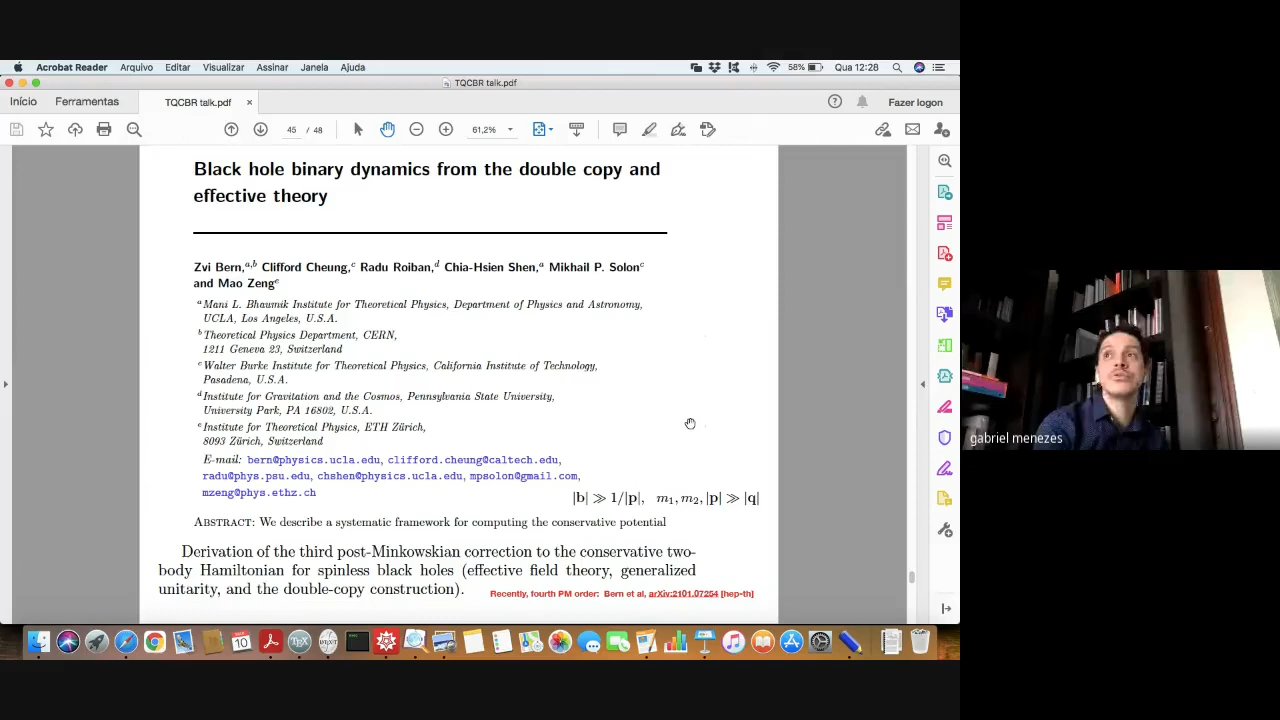 Acrobat Reader Arquivo Editar Visualizar Assinar Janela Ajuda 58% Qua 12:28
TQCBR talk.pdf
Início Ferramentas TQCBR talk.pdf × Fazer logon
45 / 48 61,2%
Black hole binary dynamics from the double copy and
effective theory
Zvi Bern,a,b Clifford Cheung,c Radu Roiban,d Chia-Hsien Shen,a Mikhail P. Solonc
and Mao Zenge
aMani L. Bhaumik Institute for Theoretical Physics, Department of Physics and Astronomy,
UCLA, Los Angeles, U.S.A.
bTheoretical Physics Department, CERN,
1211 Geneva 23, Switzerland
cWalter Burke Institute for Theoretical Physics, California Institute of Technology,
Pasadena, U.S.A.
dInstitute for Gravitation and the Cosmos, Pennsylvania State University,
University Park, PA 16802, U.S.A.
eInstitute for Theoretical Physics, ETH Zürich,
8093 Zürich, Switzerland
E-mail: bern@physics.ucla.edu, clifford.cheung@caltech.edu,
radu@phys.psu.edu, chshen@physics.ucla.edu, mpsolon@gmail.com,
mzeng@phys.ethz.ch
|b| ≫ 1/|p|, m1, m2, |p| ≫ |q|
Abstract: We describe a systematic framework for computing the conservative potential
Derivation of the third post-Minkowskian correction to the conservative two-
body Hamiltonian for spinless black holes (effective field theory, generalized
unitarity, and the double-copy construction).
Recently, fourth PM order: Bern et al, arXiv:2101.07254 [hep-th]
gabriel menezes